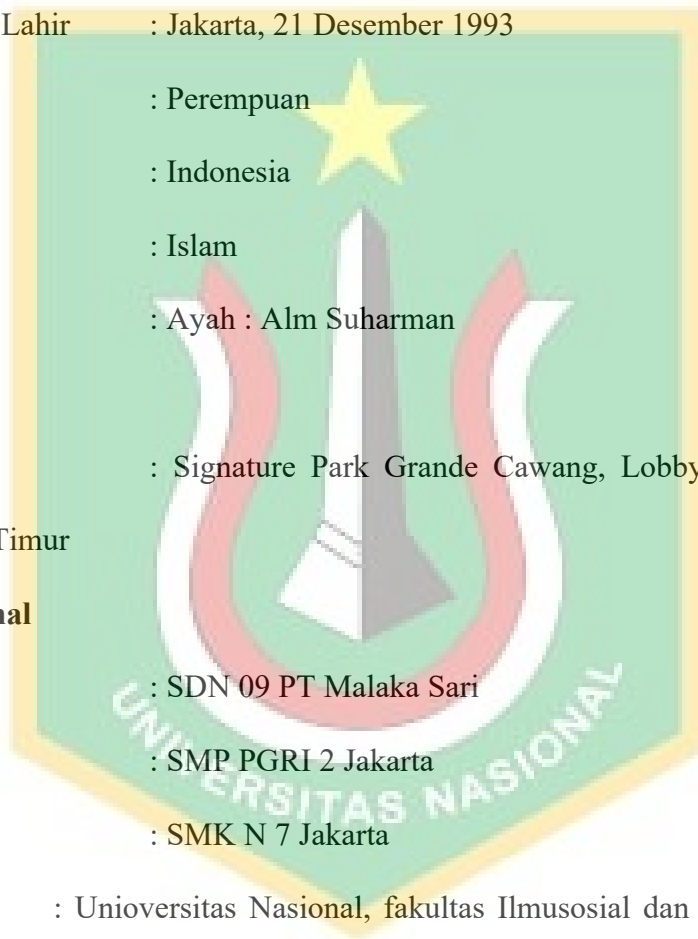 Lahir : Jakarta, 21 Desember 1993
: Perempuan
: Indonesia
: Islam
: Ayah : Alm Suharman
: Signature Park Grande Cawang, Lobby
Timur
nal
: SDN 09 PT Malaka Sari
: SMP PGRI 2 Jakarta
: SMK N 7 Jakarta
UNIVERSITAS NASIONAL
: Unioversitas Nasional, fakultas Ilmusosial dan